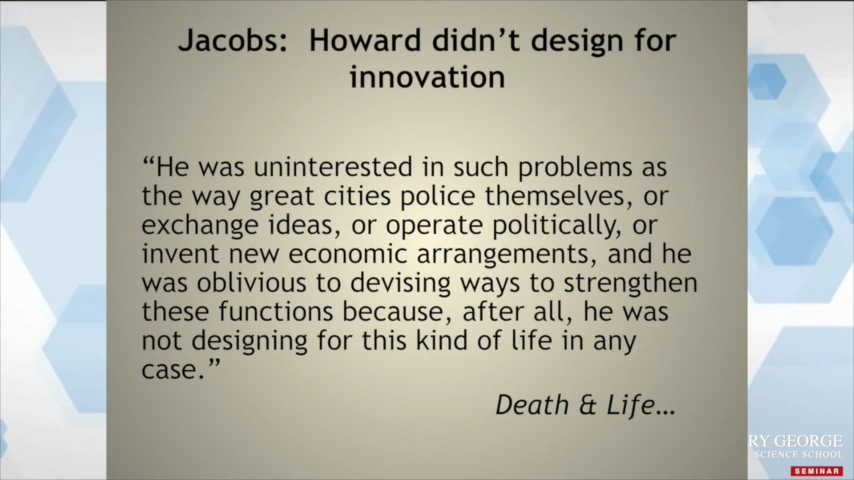 Jacobs: Howard didn’t design for
innovation
“He was uninterested in such problems as
the way great cities police themselves, or
exchange ideas, or operate politically, or
invent new economic arrangements, and he
was oblivious to devising ways to strengthen
these functions because, after all, he was
not designing for this kind of life in any
case.”
Death & Life…
RY GEORGE
SCIENCE SCHOOL
SEMINAR